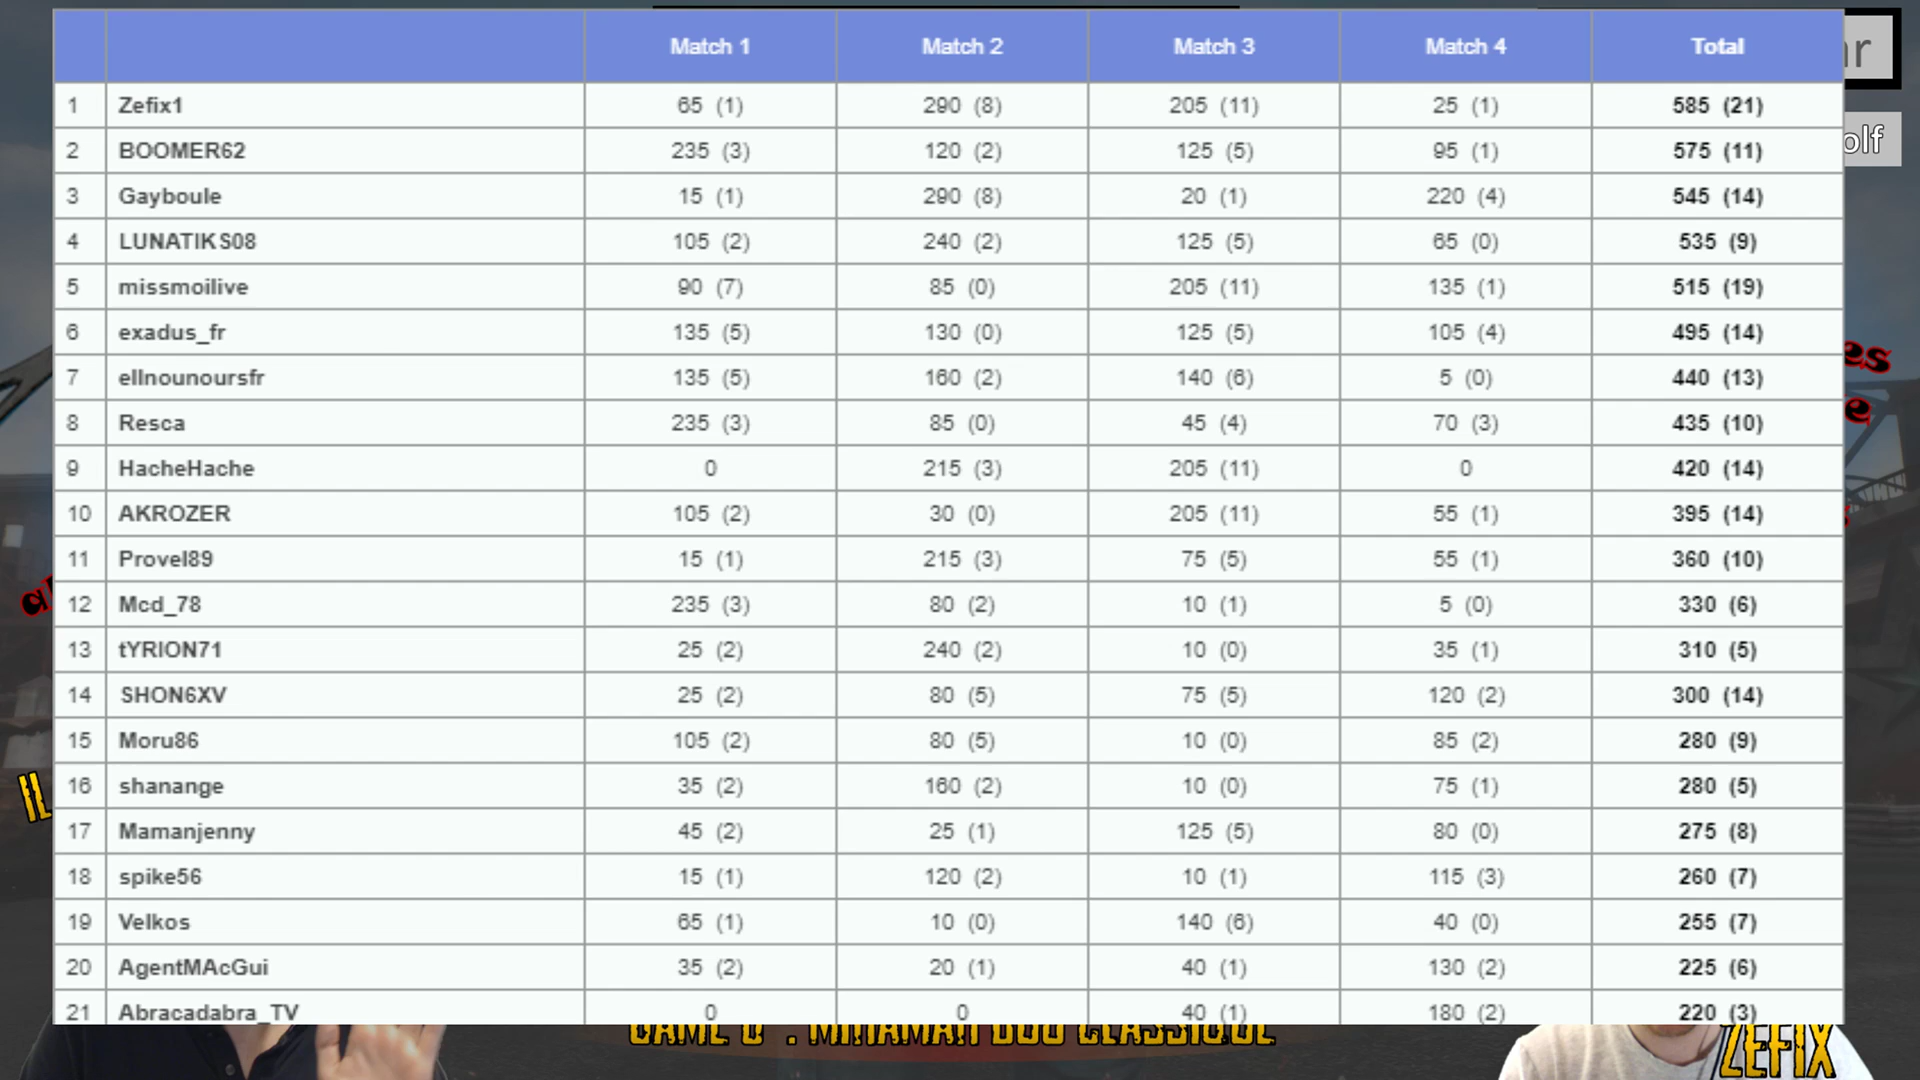 Match 1 Match 2 Match 3 Match 4 Total
1 Zefix1 65 (1) 290 (8) 205 (11) 25 (1) 585 (21)
2 BOOMER62 235 (3) 120 (2) 125 (5) 95 (1) 575 (11)
3 Gayboule 15 (1) 290 (8) 20 (1) 220 (4) 545 (14)
4 LUNATIKS08 105 (2) 240 (2) 125 (5) 65 (0) 535 (9)
5 missmoilive 90 (7) 85 (0) 205 (11) 135 (1) 515 (19)
6 exadus_fr 135 (5) 130 (0) 125 (5) 105 (4) 495 (14)
7 ellnounoursfr 135 (5) 160 (2) 140 (6) 5 (0) 440 (13)
8 Resca 235 (3) 85 (0) 45 (4) 70 (3) 435 (10)
9 HacheHache 0 215 (3) 205 (11) 0 420 (14)
10 AKROZER 105 (2) 30 (0) 205 (11) 55 (1) 395 (14)
11 Provel89 15 (1) 215 (3) 75 (5) 55 (1) 360 (10)
12 Mcd_78 235 (3) 80 (2) 10 (1) 5 (0) 330 (6)
13 tYRION71 25 (2) 240 (2) 10 (0) 35 (1) 310 (5)
14 SHON6XV 25 (2) 80 (5) 75 (5) 120 (2) 300 (14)
15 Moru86 105 (2) 80 (5) 10 (0) 85 (2) 280 (9)
16 shanange 35 (2) 160 (2) 10 (0) 75 (1) 280 (5)
17 Mamanjenny 45 (2) 25 (1) 125 (5) 80 (0) 275 (8)
18 spike56 15 (1) 120 (2) 10 (1) 115 (3) 260 (7)
19 Velkos 65 (1) 10 (0) 140 (6) 40 (0) 255 (7)
20 AgentMAcGui 35 (2) 20 (1) 40 (1) 130 (2) 225 (6)
21 Abracadabra_TV 0 0 40 (1) 180 (2) 220 (3)
olf
es
e
IL
MIRAMAR DUO CLASSIQUE
ZEFIX